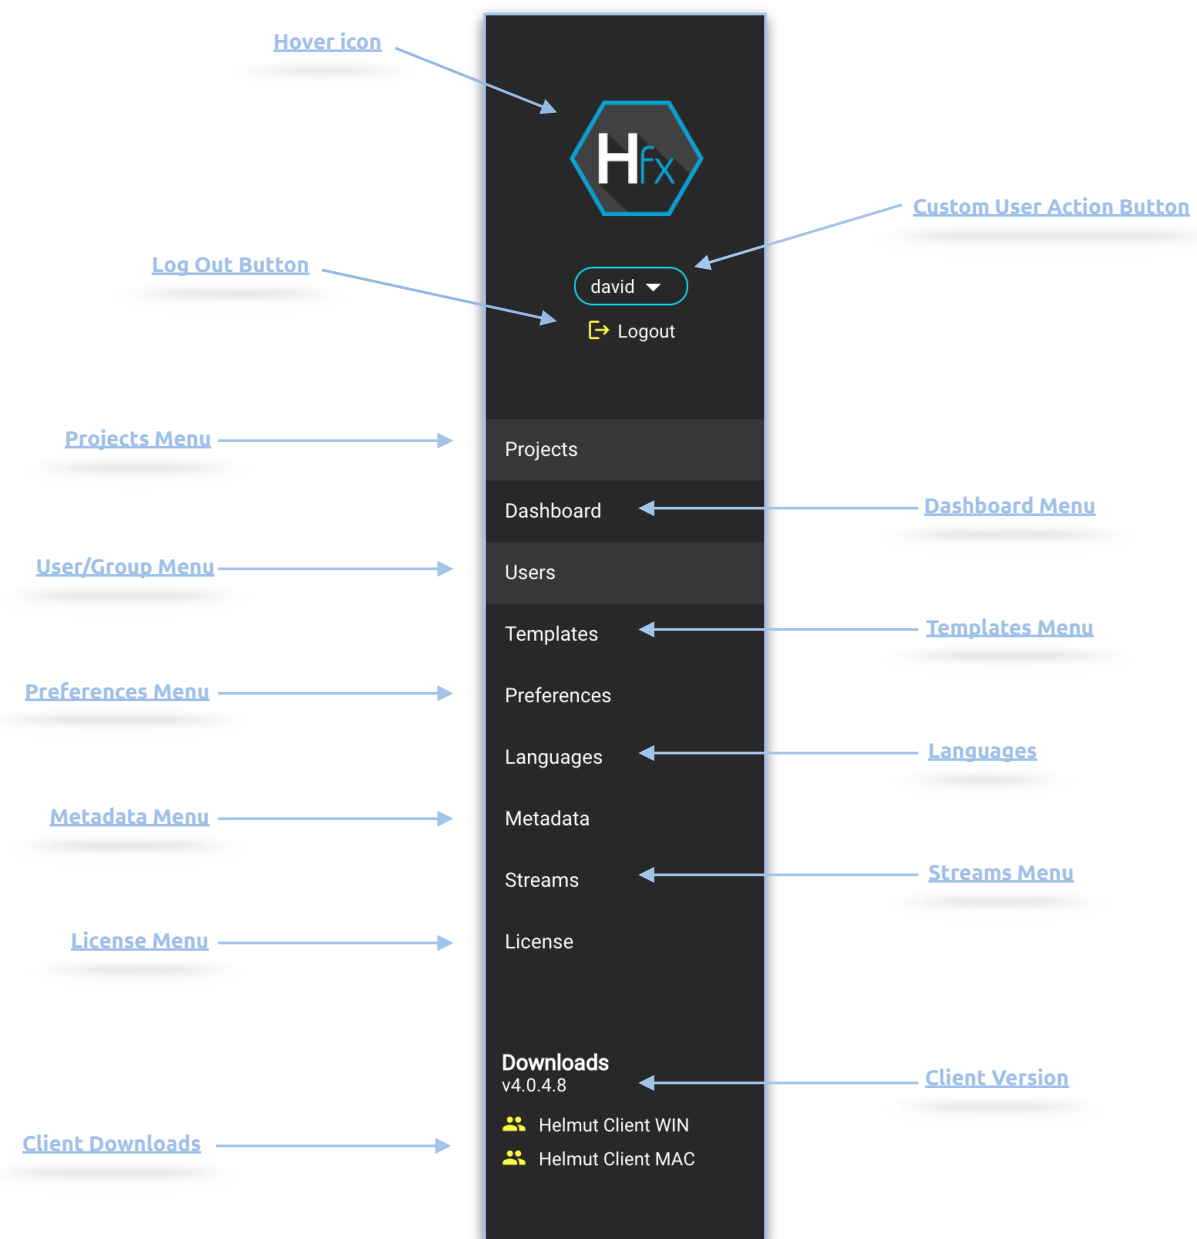 Hover icon
Hfx
Custom User Action Button
Log Out Button
david
Logout
Projects Menu
Projects
Dashboard
Dashboard Menu
User/Group Menu
Users
Templates
Templates Menu
Preferences Menu
Preferences
Languages
Languages
Metadata Menu
Metadata
Streams
Streams Menu
License Menu
License
Downloads
v4.0.4.8
Client Version
Helmut Client WIN
Client Downloads
Helmut Client MAC